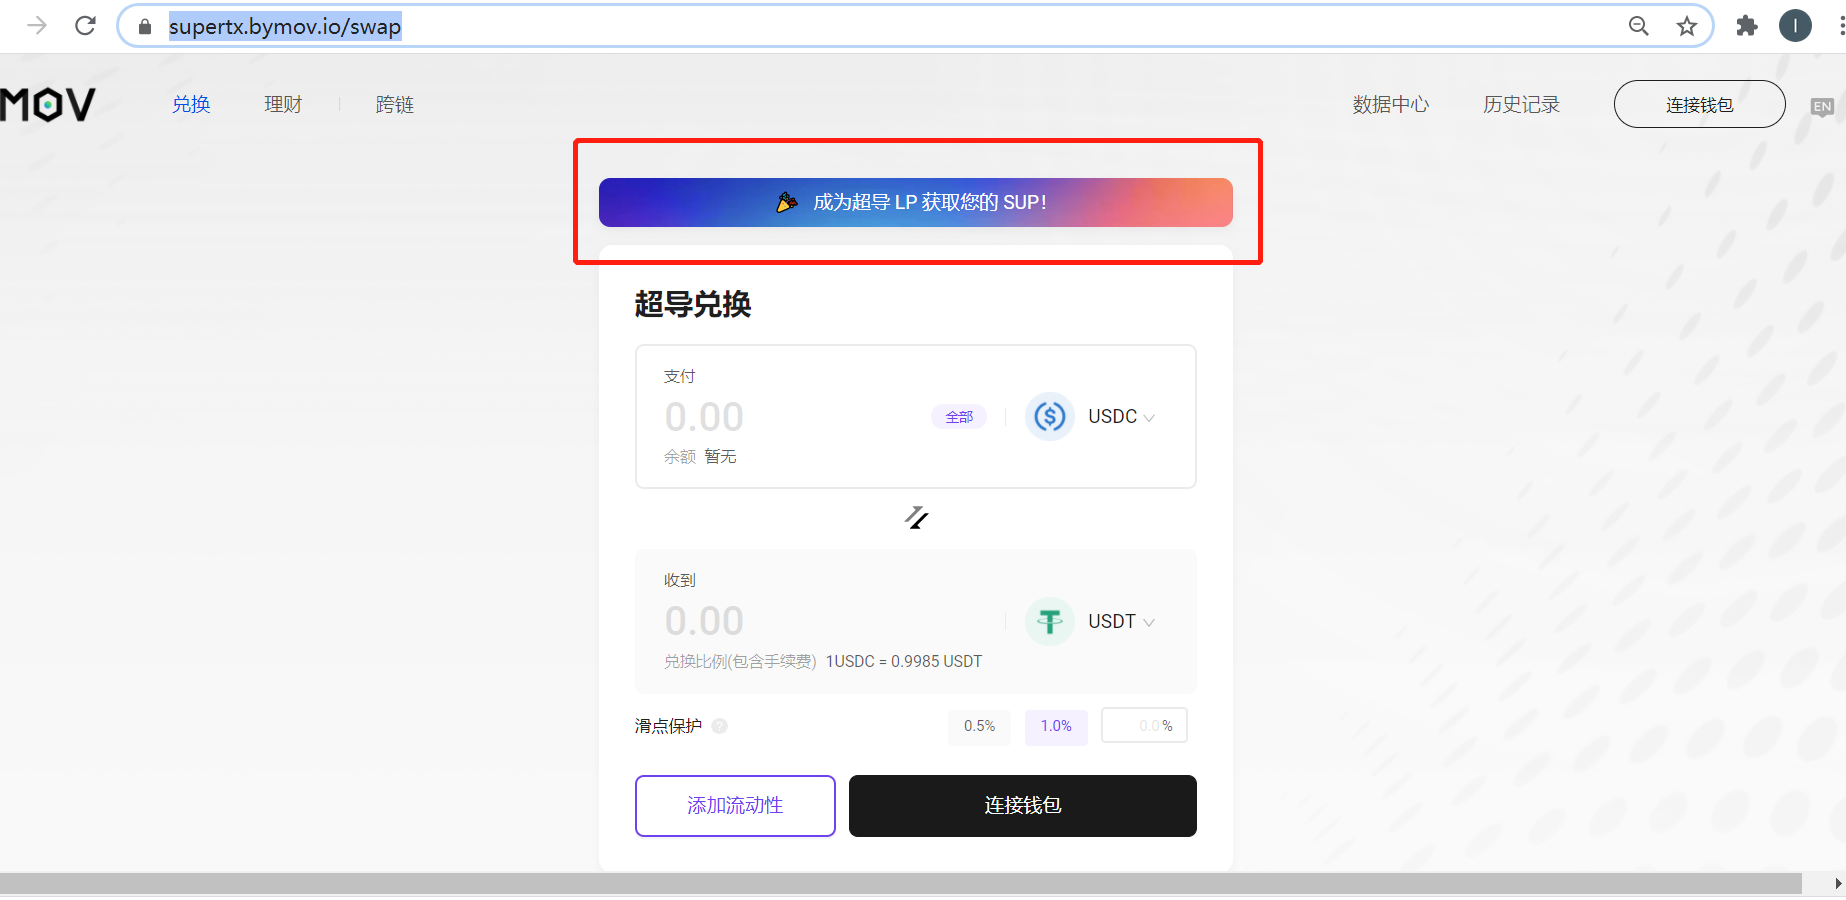 supertx.bymov.io/swap
I
MOV
兑换
理财
跨链
数据中心
历史记录
连接钱包
EN
成为超导 LP 获取您的 SUP!
超导兑换
支付
0.00
全部
USDC
余额 暂无
收到
0.00
USDT
兑换比例(包含手续费) 1USDC = 0.9985 USDT
滑点保护 ?
0.5%
1.0%
0.0 %
添加流动性
连接钱包